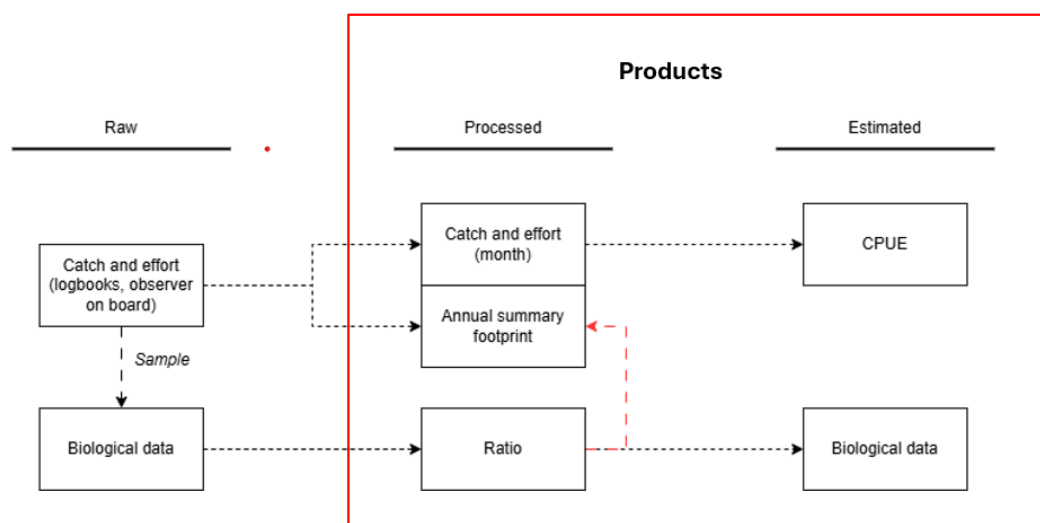 Products
Raw
Processed
Estimated
Catch and effort
(logbooks, observer
on board)
Catch and effort
(month)
CPUE
Annual summary
footprint
Sample
Biological data
Ratio
Biological data